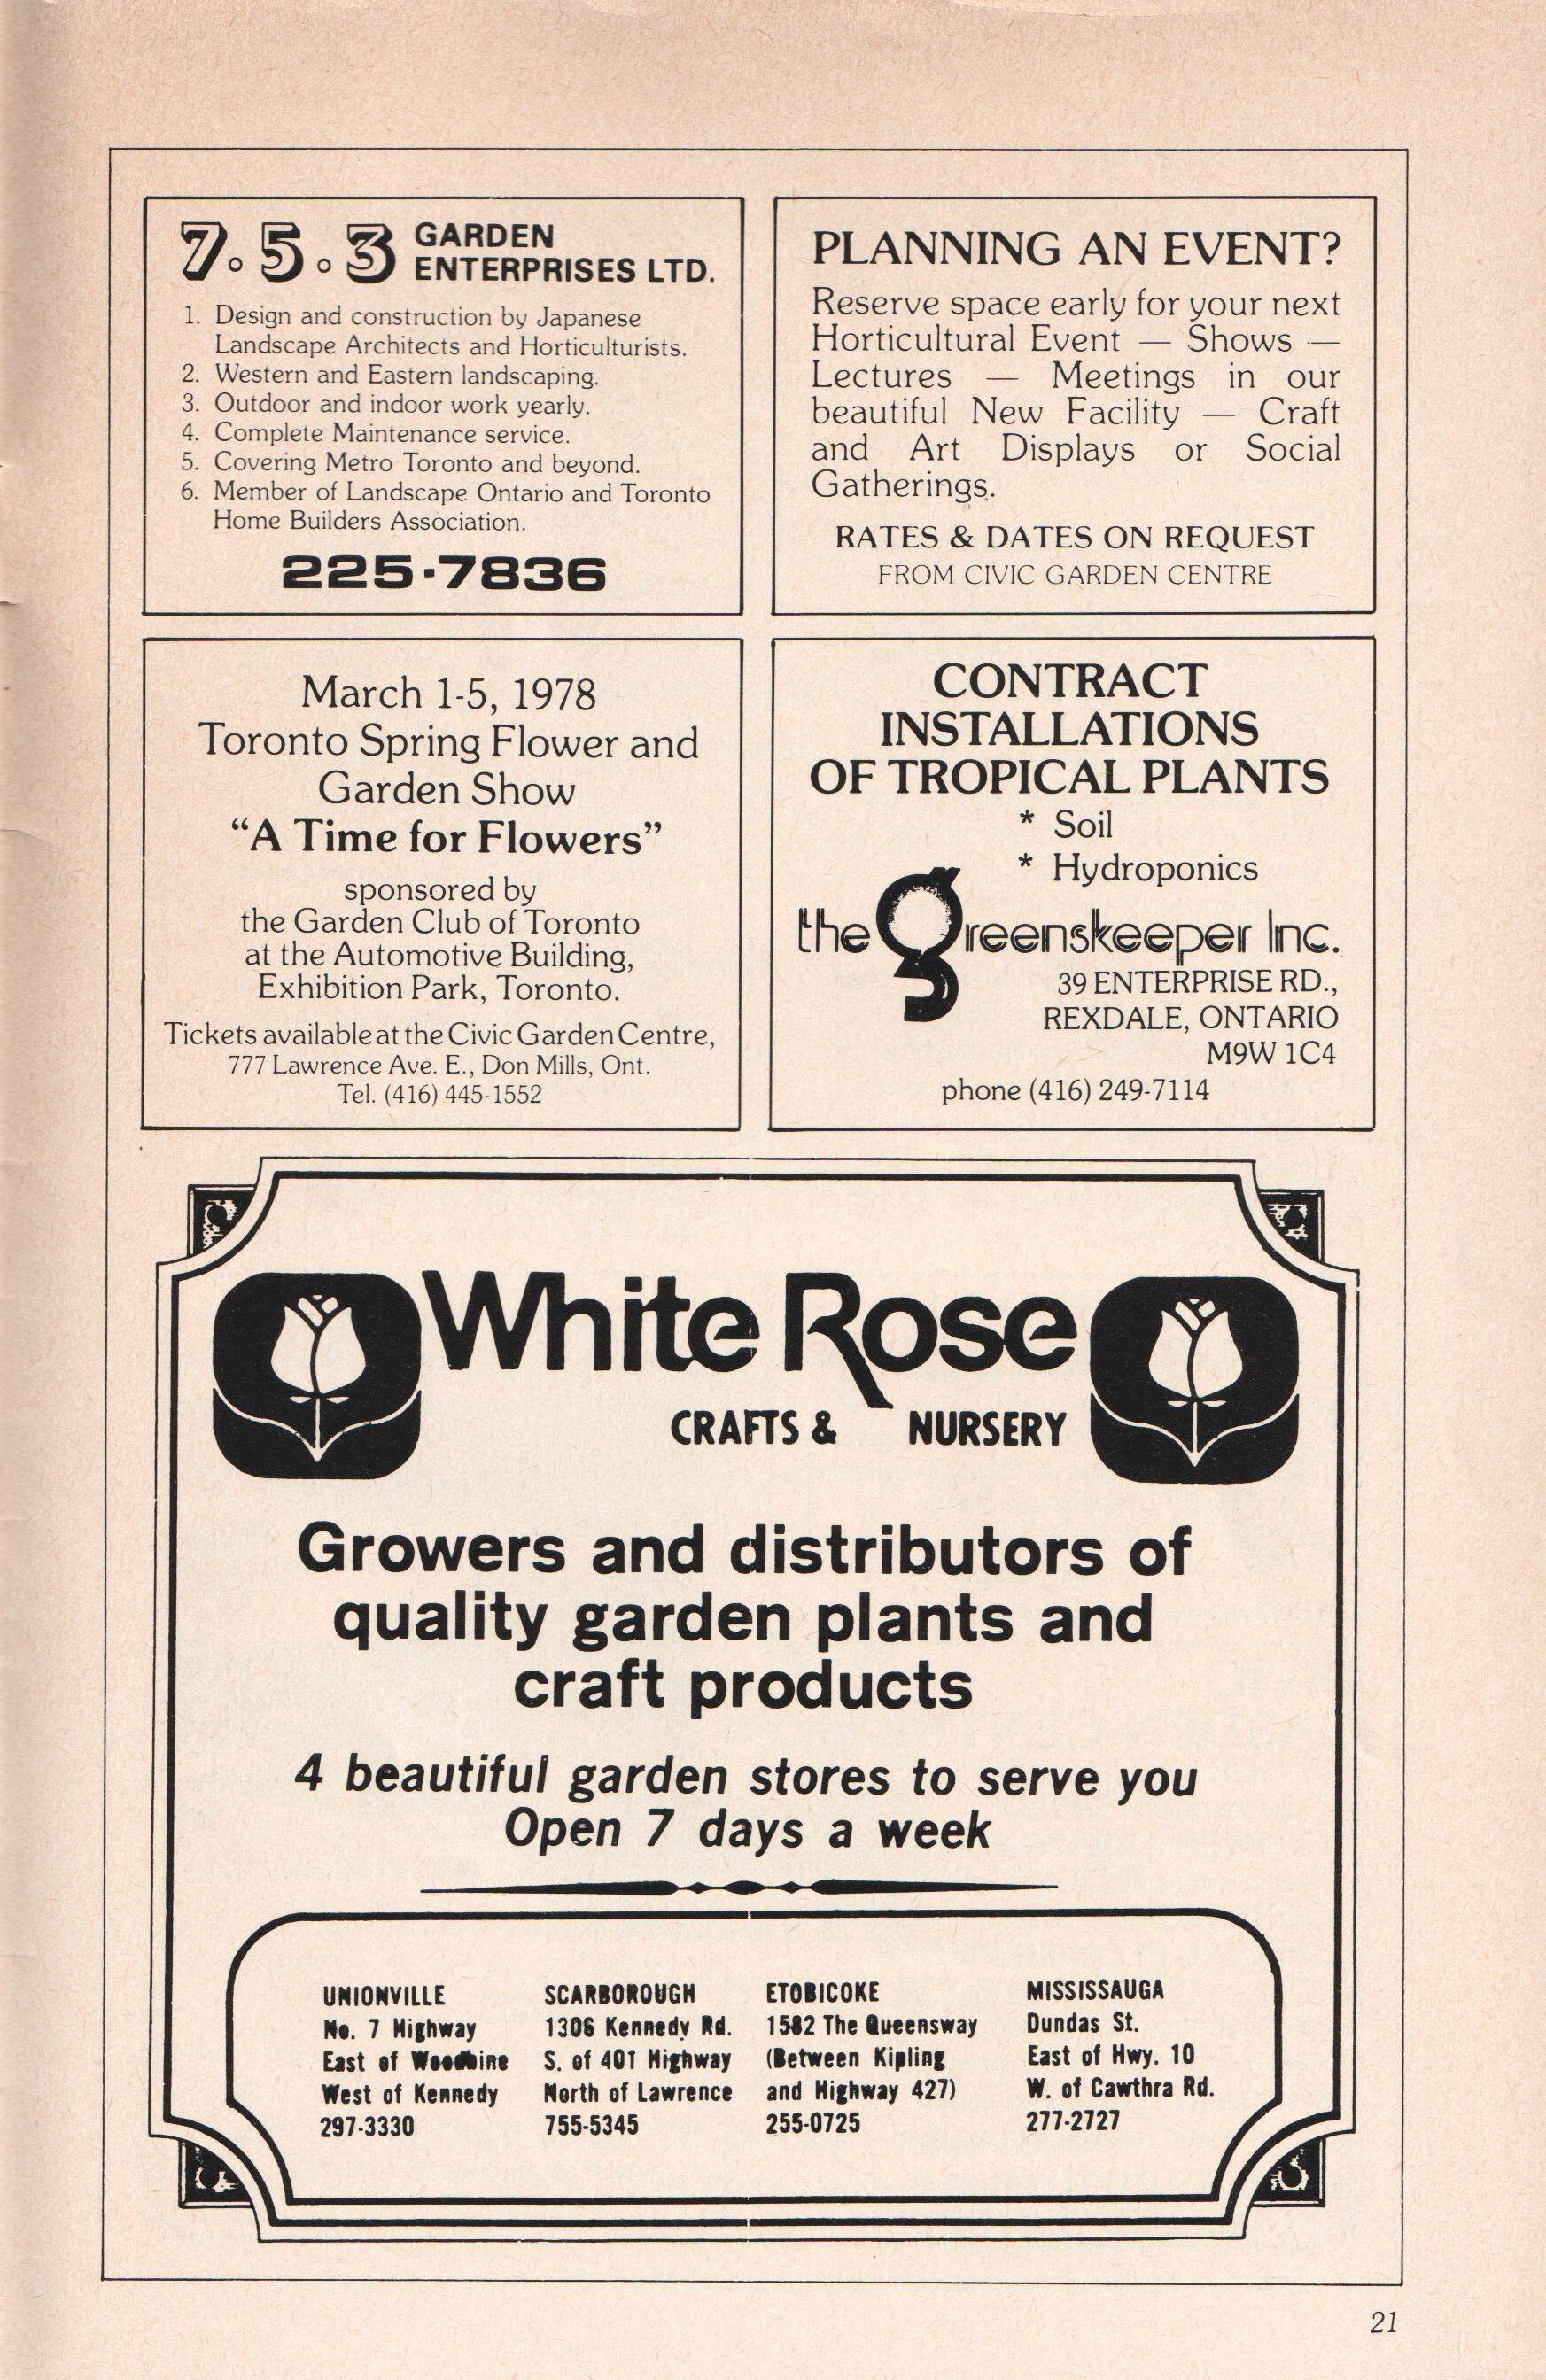 7.5.3 GARDEN
ENTERPRISES LTD.
1. Design and construction by Japanese
Landscape Architects and Horticulturists.
2. Western and Eastern landscaping.
3. Outdoor and indoor work yearly.
4. Complete Maintenance service.
5. Covering Metro Toronto and beyond.
6. Member of Landscape Ontario and Toronto
Home Builders Association.
225·7836
PLANNING AN EVENT?
Reserve space early for your next
Horticultural Event — Shows —
Lectures — Meetings in our
beautiful New Facility — Craft
and Art Displays or Social
Gatherings.
RATES & DATES ON REQUEST
FROM CIVIC GARDEN CENTRE
March 1-5, 1978
Toronto Spring Flower and
Garden Show
“A Time for Flowers”
sponsored by
the Garden Club of Toronto
at the Automotive Building,
Exhibition Park, Toronto.
Tickets available at the Civic Garden Centre,
777 Lawrence Ave. E., Don Mills, Ont.
Tel. (416) 445-1552
CONTRACT
INSTALLATIONS
OF TROPICAL PLANTS
* Soil
* Hydroponics
the greenskeeper Inc.
39 ENTERPRISE RD.,
REXDALE, ONTARIO
M9W 1C4
phone (416) 249-7114
White Rose
CRAFTS & NURSERY
Growers and distributors of
quality garden plants and
craft products
4 beautiful garden stores to serve you
Open 7 days a week
UNIONVILLE
No. 7 Highway
East of Woodbine
West of Kennedy
297-3330
SCARBOROUGH
1306 Kennedy Rd.
S. of 401 Highway
North of Lawrence
755-5345
ETOBICOKE
1582 The Queensway
(Between Kipling
and Highway 427)
255-0725
MISSISSAUGA
Dundas St.
East of Hwy. 10
W. of Cawthra Rd.
277-2727
21